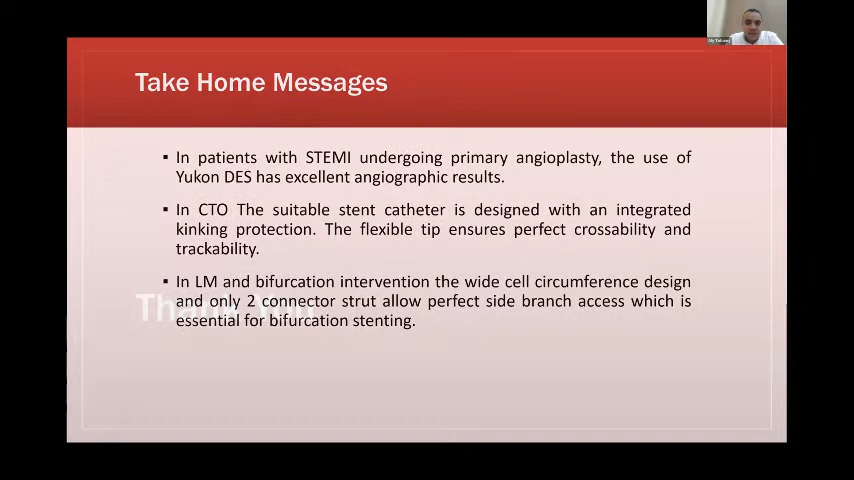 Take Home Messages
▪ In patients with STEMI undergoing primary angioplasty, the use of
Yukon DES has excellent angiographic results.
▪ In CTO The suitable stent catheter is designed with an integrated
kinking protection. The flexible tip ensures perfect crossability and
trackability.
▪ In LM and bifurcation intervention the wide cell circumference design
and only 2 connector strut allow perfect side branch access which is
essential for bifurcation stenting.
Thank You